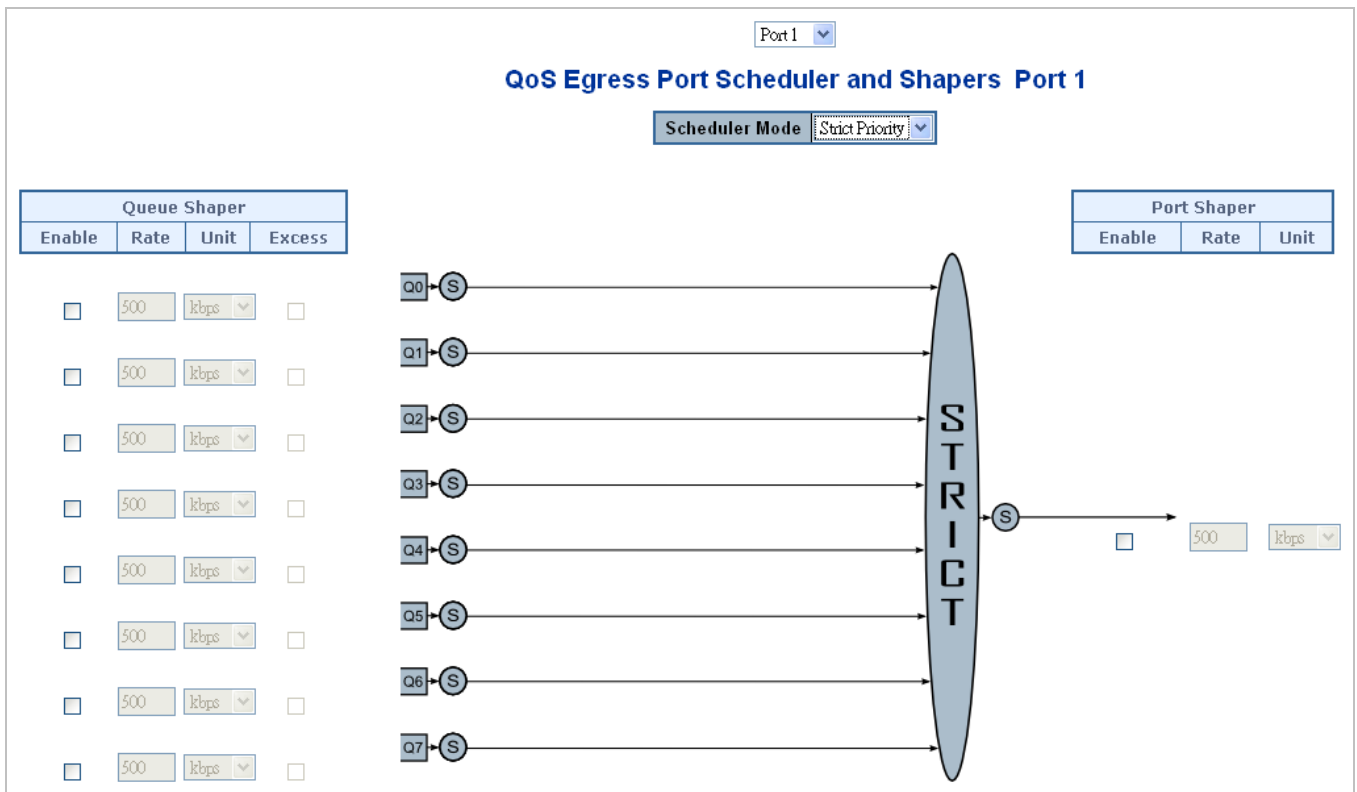 Port 1
QoS Egress Port Scheduler and Shapers Port 1
Scheduler Mode Strict Priority
Queue Shaper
Enable Rate Unit Excess
Port Shaper
Enable Rate Unit
500 kbps Q0 S
500 kbps Q1 S
500 kbps Q2 S
500 kbps Q3 S
500 kbps Q4 S
500 kbps Q5 S
500 kbps Q6 S
500 kbps Q7 S
STRICT
S
500 kbps